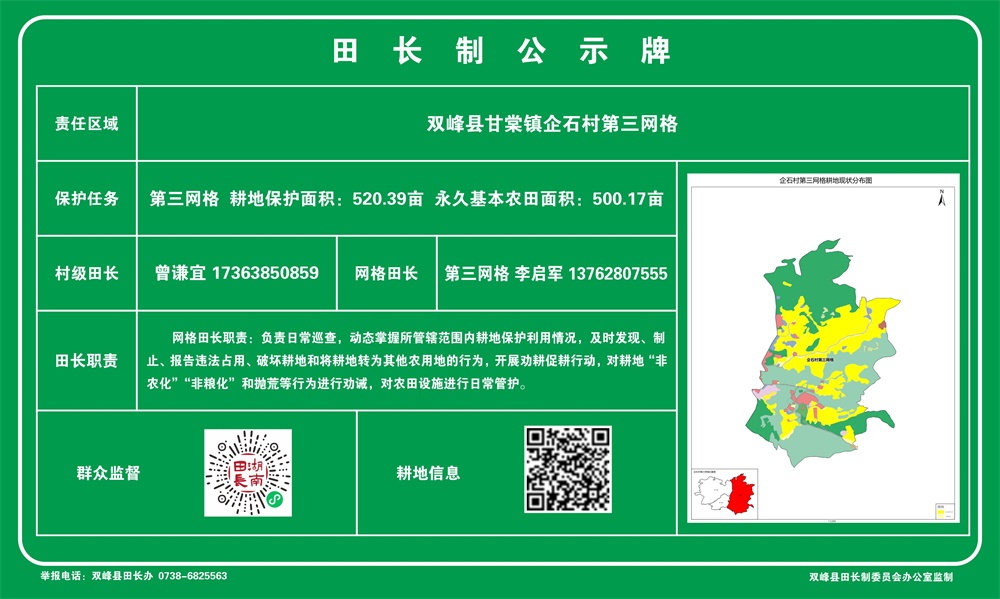 田长制公示牌
责任区域
双峰县甘棠镇企石村第三网格
保护任务
第三网格 耕地保护面积：520.39亩 永久基本农田面积：500.17亩
村级田长
曾谦宜 17363850859
网格田长
第三网格 李启军 13762807555
田长职责
网格田长职责：负责日常巡查，动态掌握所管辖范围内耕地保护利用情况，及时发现、制
止、报告违法占用、破坏耕地和将耕地转为其他农用地的行为，开展劝耕促耕行动，对耕地“非
农化”“非粮化”和抛荒等行为进行劝诫，对农田设施进行日常管护。
企石村第三网格耕地现状分布图
N
企石村第三网格
群众监督
湖南田長
耕地信息
举报电话：双峰县田长办 0738-6825563
双峰县田长制委员会办公室监制